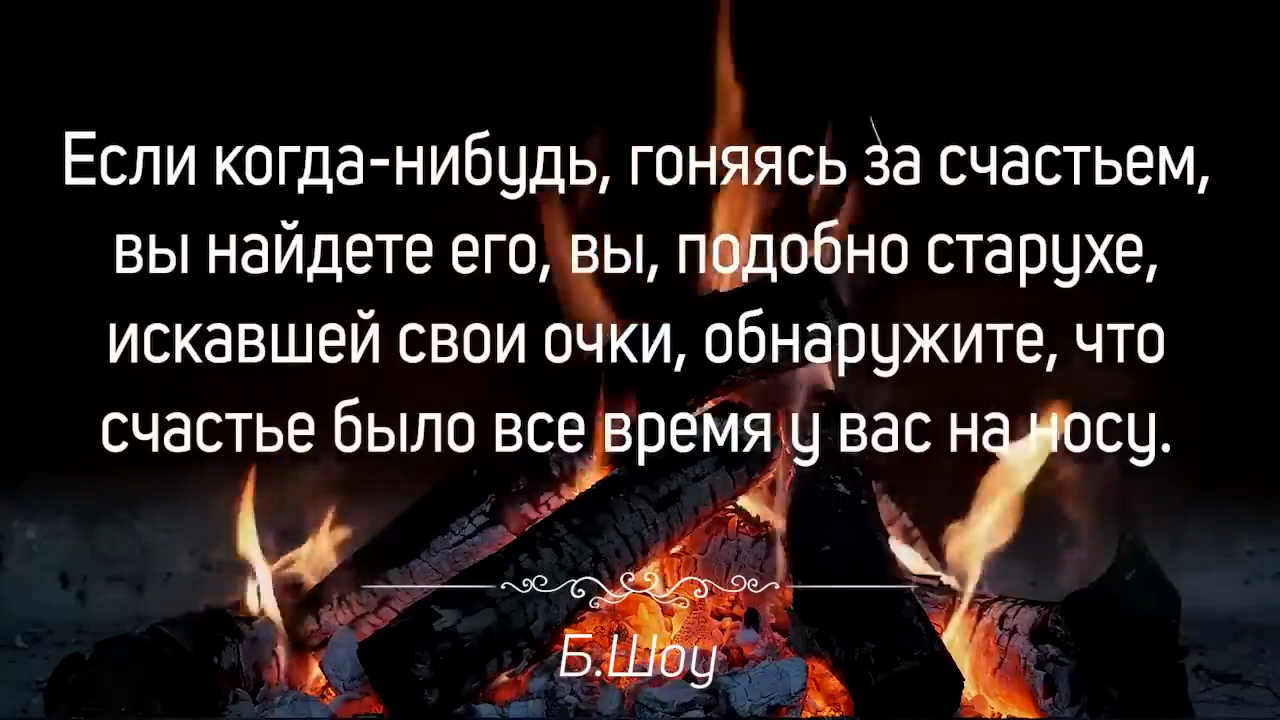 Если когда-нибудь, гоняясь за счастьем,
вы найдете его, вы, подобно старухе,
искавшей свои очки, обнаружите, что
счастье было все время у вас на носу.
Б.Шоу